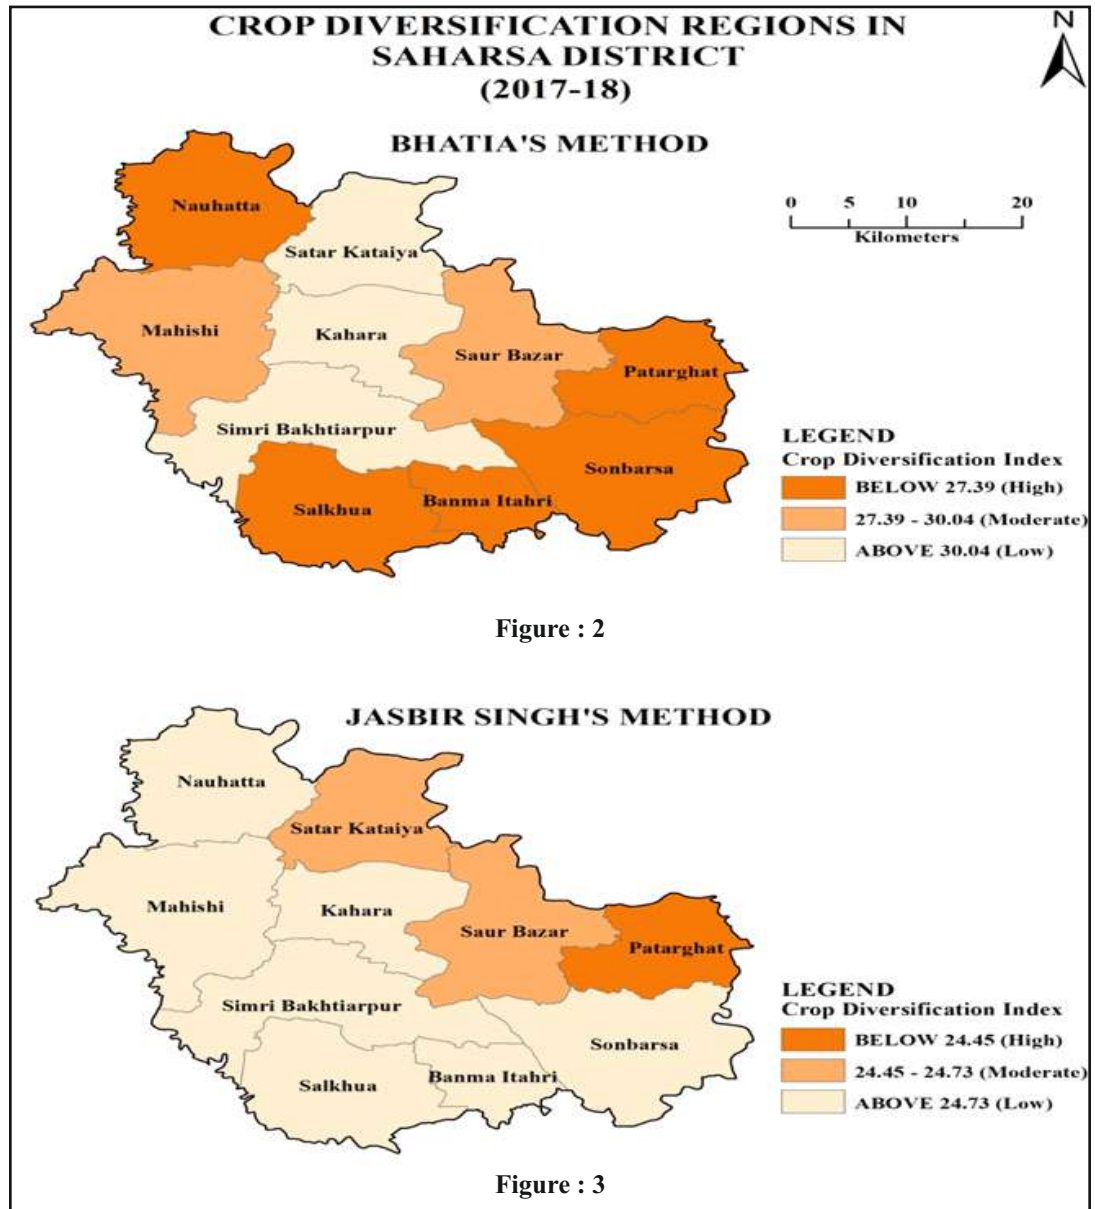 CROP DIVERSIFICATION REGIONS IN
SAHARSA DISTRICT
(2017-18)
N
BHATIA'S METHOD
0 5 10 20
Kilometers
Nauhatta
Satar Kataiya
Mahishi
Kahara
Saur Bazar
Patarghat
Simri Bakhtiarpur
Sonbarsa
Salkhua
Banma Itahri
LEGEND
Crop Diversification Index
BELOW 27.39 (High)
27.39 - 30.04 (Moderate)
ABOVE 30.04 (Low)
Figure : 2
JASBIR SINGH'S METHOD
Nauhatta
Satar Kataiya
Mahishi
Kahara
Saur Bazar
Patarghat
Simri Bakhtiarpur
Sonbarsa
Salkhua
Banma Itahri
LEGEND
Crop Diversification Index
BELOW 24.45 (High)
24.45 - 24.73 (Moderate)
ABOVE 24.73 (Low)
Figure : 3